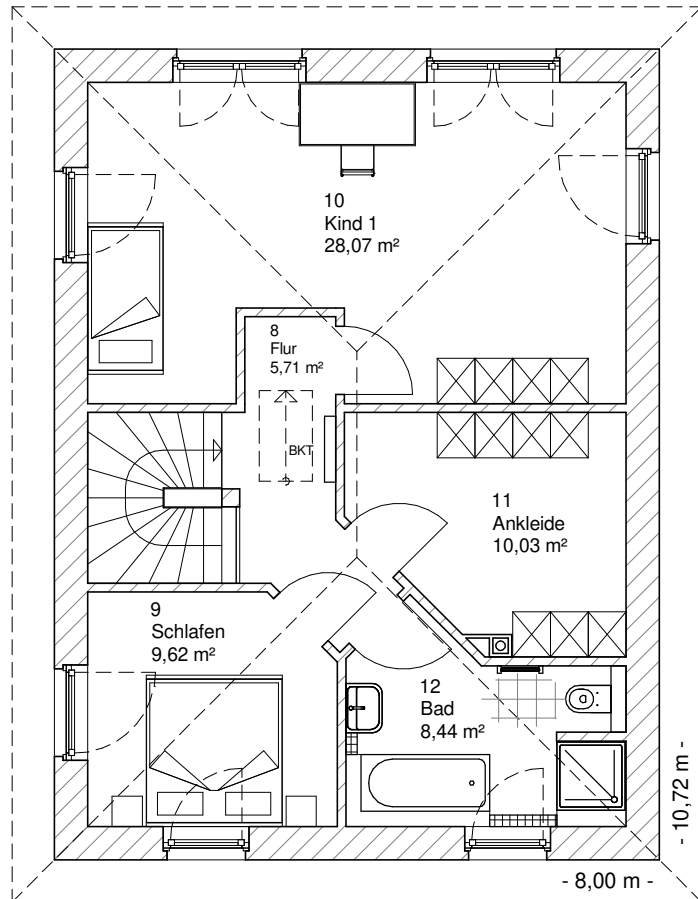 10
Kind 1
28,07 m²
8
Flur
5,71 m²
BKT
11
Ankleide
10,03 m²
9
Schlafen
9,62 m²
12
Bad
8,44 m²
- 10,72 m -
- 8,00 m -